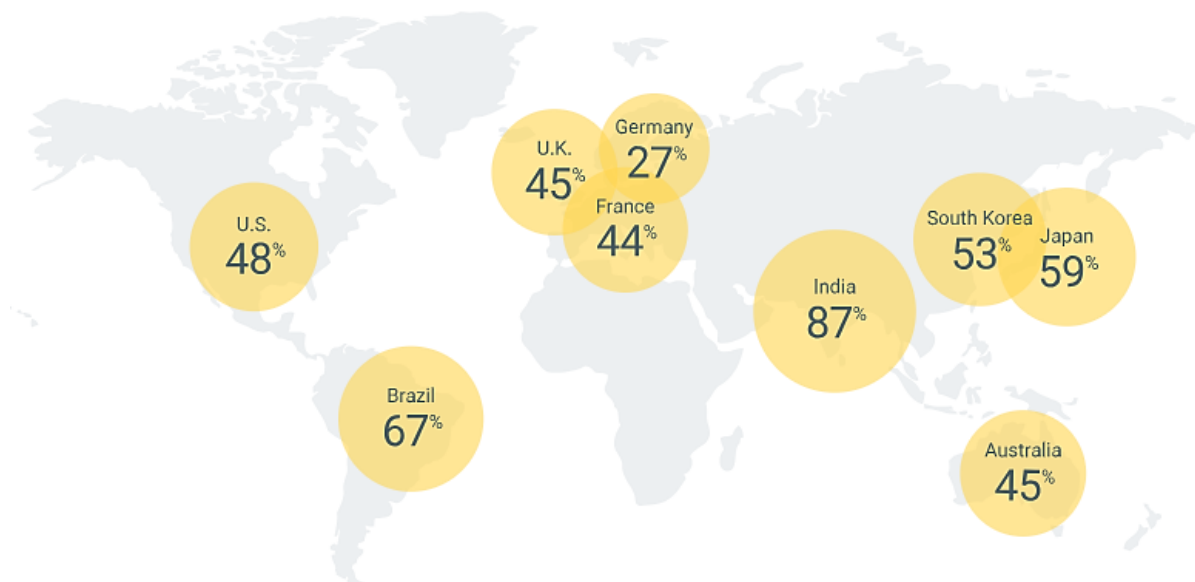 U.S.
48%
Brazil
67%
U.K.
45%
Germany
27%
France
44%
India
87%
South Korea
53%
Japan
59%
Australia
45%